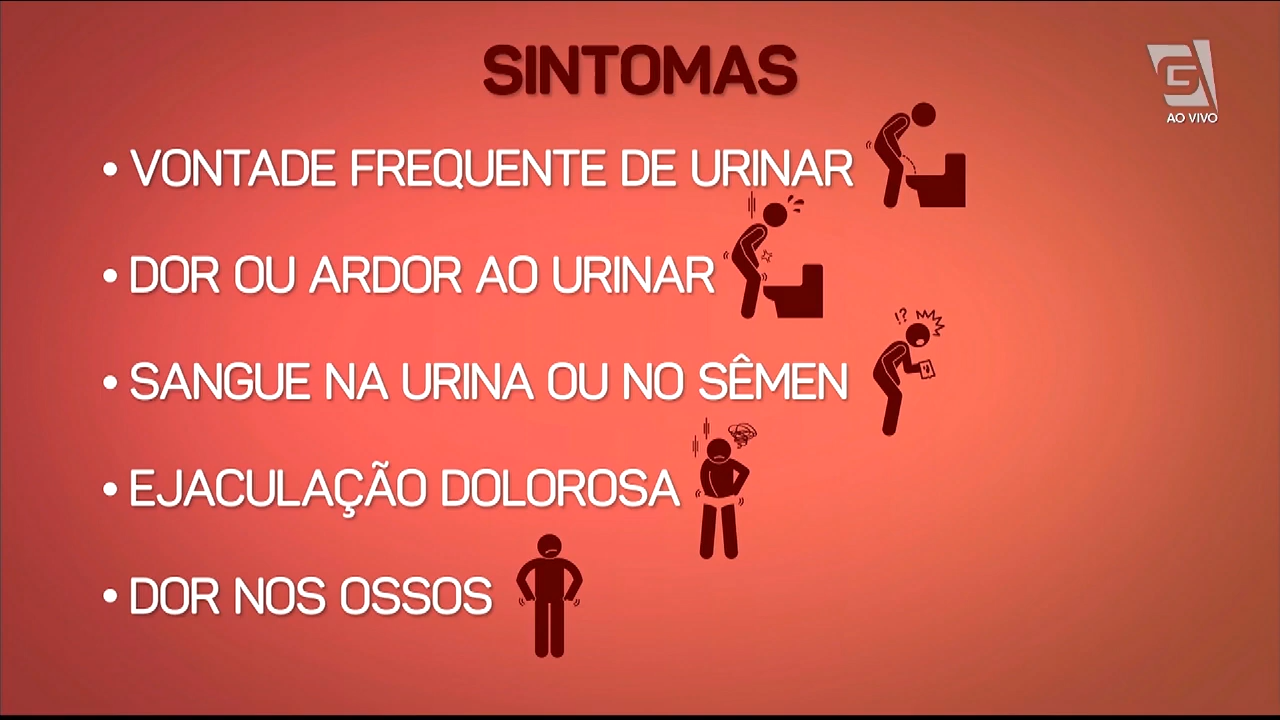 SINTOMAS
AO VIVO
• VONTADE FREQUENTE DE URINAR
• DOR OU ARDOR AO URINAR
!?
• SANGUE NA URINA OU NO SÊMEN
• EJACULAÇÃO DOLOROSA
• DOR NOS OSSOS